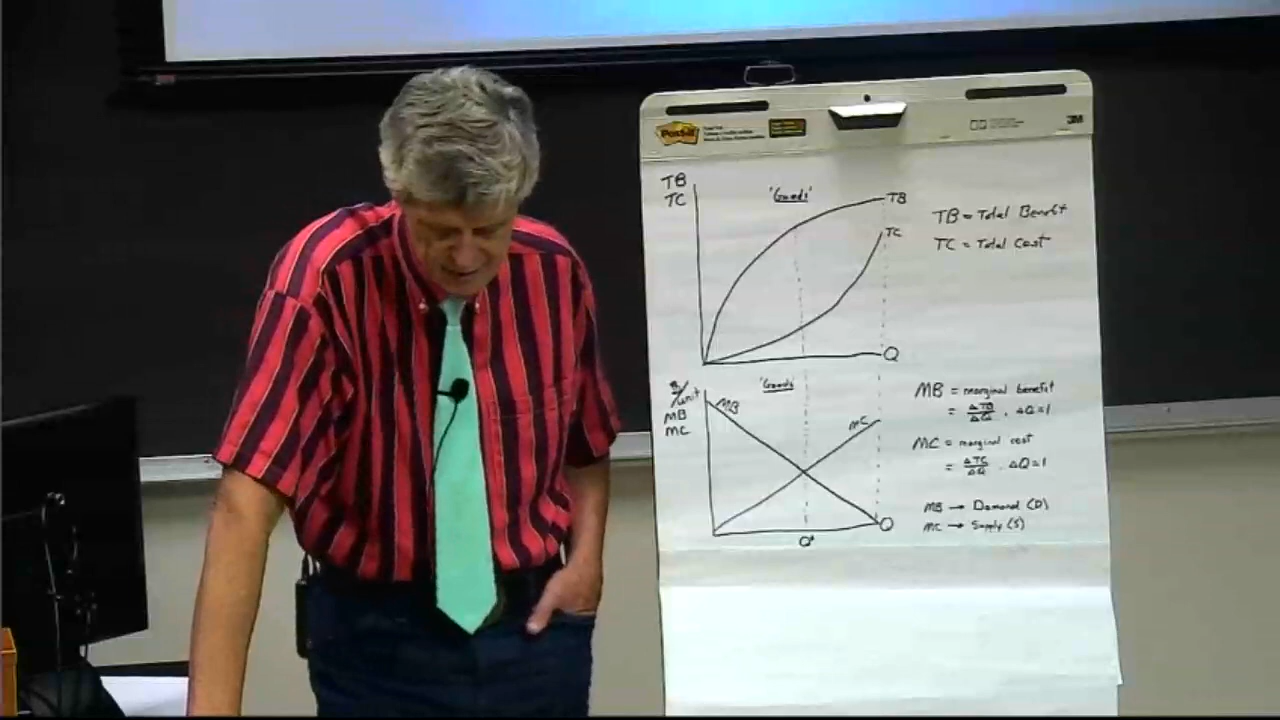 Post-it
3M
TB
TC
'Goods'
TB
TC
Q
TB = Total Benefit
TC = Total Cost
$/unit
MB
MC
'Goods
MB
MC
Q
Q*
MB = marginal benefit
= ΔTB/ΔQ , ΔQ=1
MC = marginal cost
= ΔTC/ΔQ , ΔQ=1
MB → Demand (D)
MC → Supply (S)